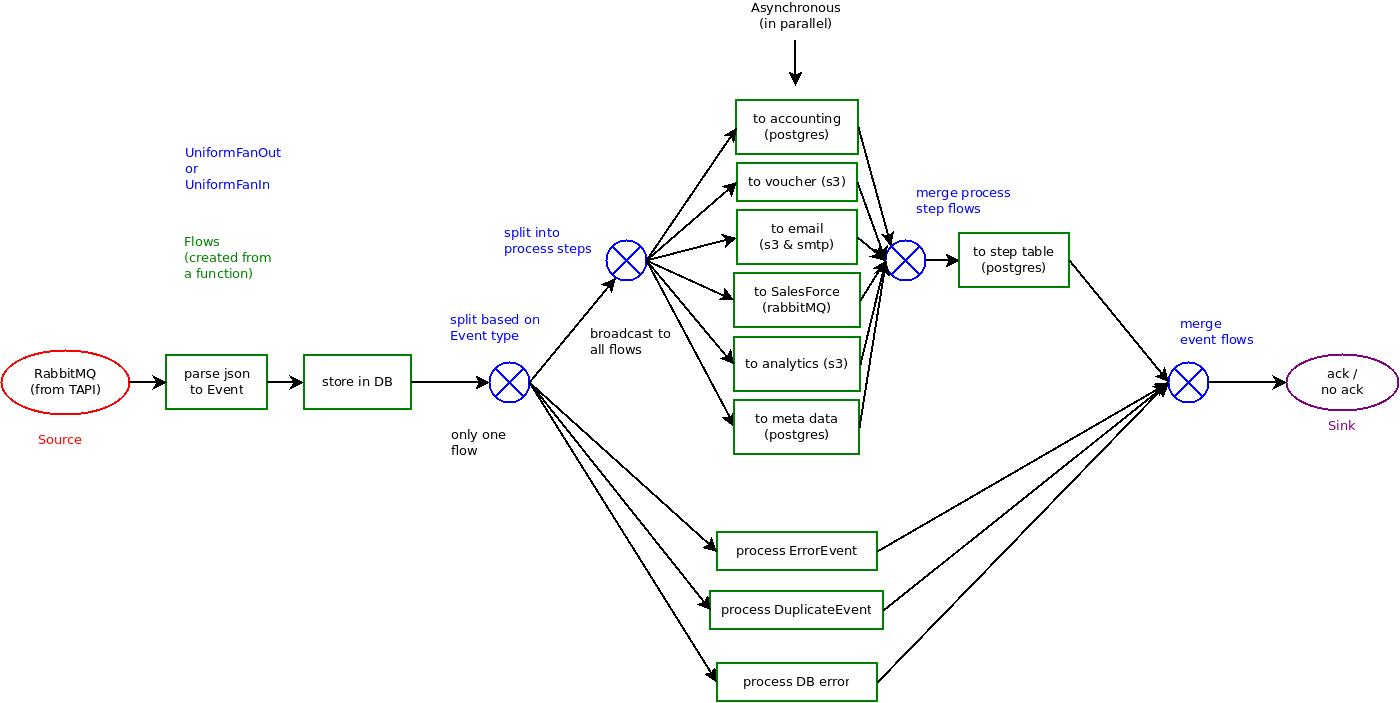 Asynchronous
(in parallel)
UniformFanOut
or
UniformFanIn
Flows
(created from
a function)
RabbitMQ
(from TAPI)
Source
parse json
to Event
store in DB
split based on
Event type
only one
flow
split into
process steps
broadcast to
all flows
to accounting
(postgres)
to voucher (s3)
to email
(s3 & smtp)
to SalesForce
(rabbitMQ)
to analytics (s3)
to meta data
(postgres)
merge process
step flows
to step table
(postgres)
process ErrorEvent
process DuplicateEvent
process DB error
merge
event flows
ack /
no ack
Sink